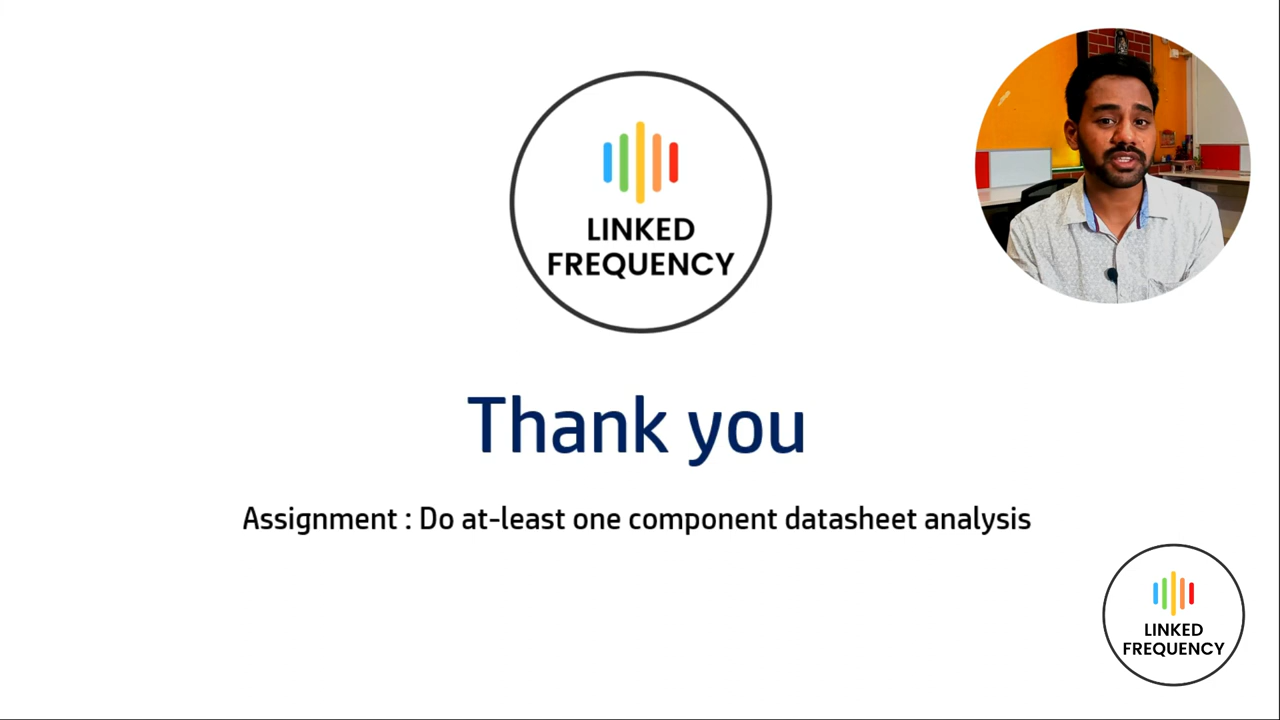 LINKED
FREQUENCY
Thank you
Assignment : Do at-least one component datasheet analysis
LINKED
FREQUENCY